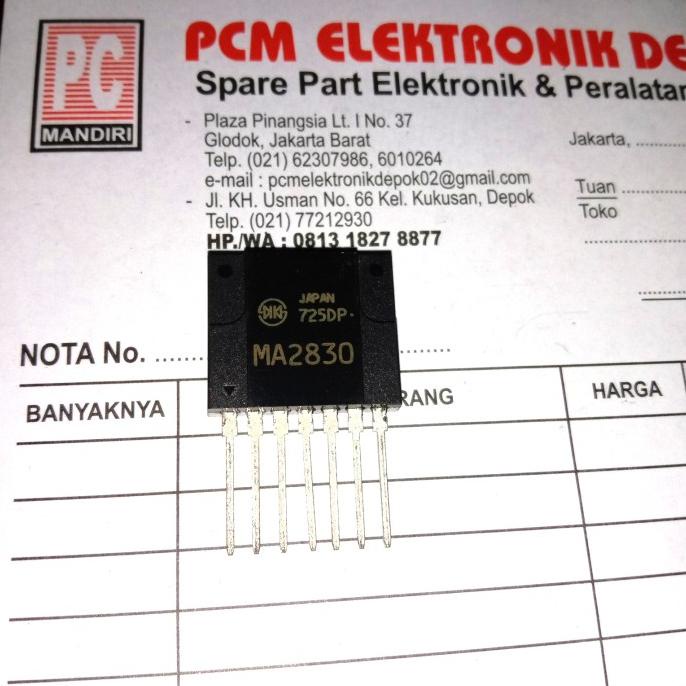 PC
MANDIRI
PCM ELEKTRONIK DE
Spare Part Elektronik & Peralatan
- Plaza Pinangsia Lt. I No. 37
Glodok, Jakarta Barat
Telp. (021) 62307986, 6010264
e-mail : pcmelektronikdepok02@gmail.com
- Jl. KH. Usman No. 66 Kel. Kukusan, Depok
Telp. (021) 77212930
HP./WA : 0813 1827 8877
Jakarta, ..........
Tuan ..........
Toko
JAPAN
725DP.
MA2830
NOTA No. ..........
BANYAKNYA
RANG
HARGA